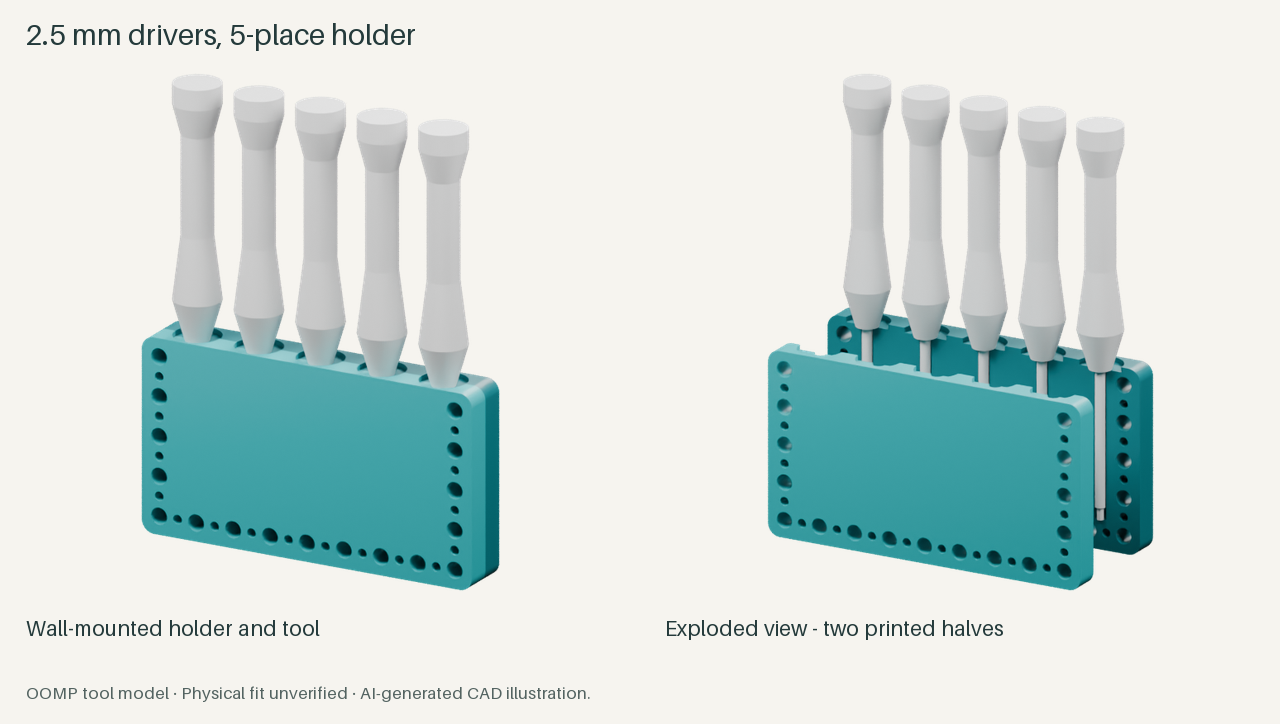 2.5 mm drivers, 5-place holder
Wall-mounted holder and tool
Exploded view - two printed halves
OOMP tool model · Physical fit unverified · AI-generated CAD illustration.